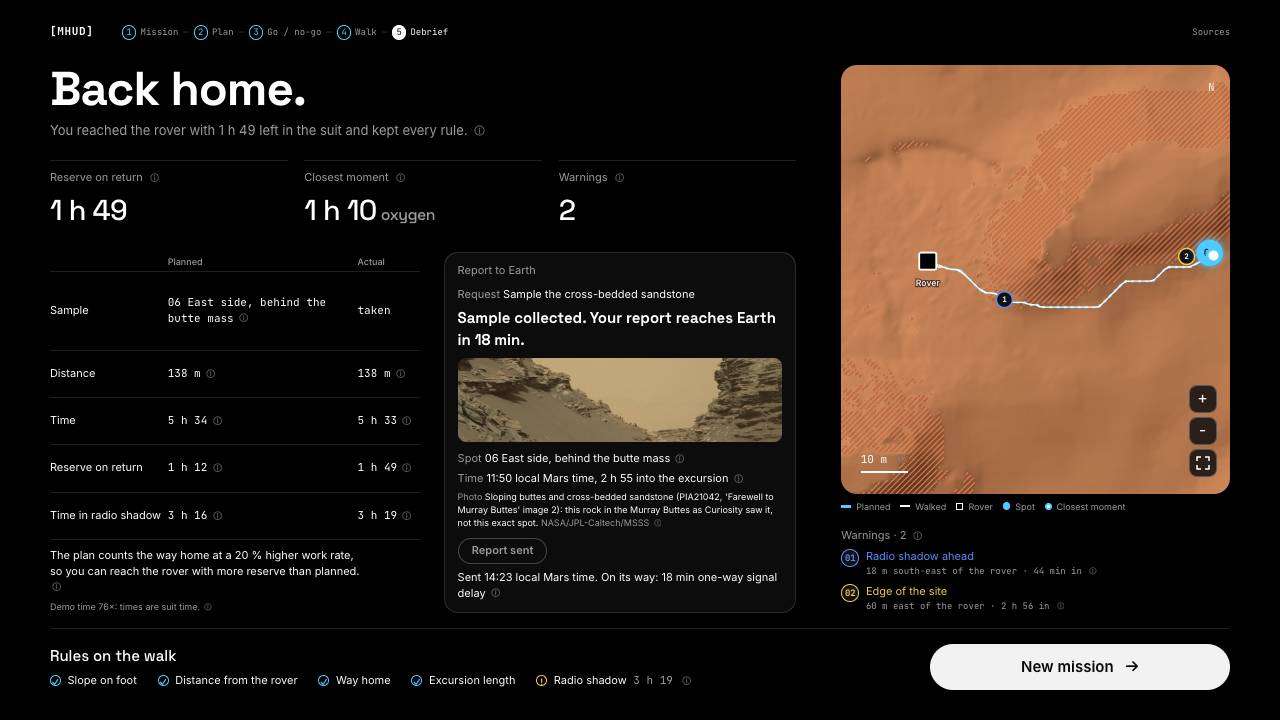 [MHUD] 1 Mission 2 Plan 3 Go / no-go 4 Walk 5 Debrief Sources
Back home.
You reached the rover with 1 h 49 left in the suit and kept every rule.
Reserve on return
1 h 49
Closest moment
1 h 10 oxygen
Warnings
2
Planned Actual
Sample 06 East side, behind the butte mass taken
Distance 138 m 138 m
Time 5 h 34 5 h 33
Reserve on return 1 h 12 1 h 49
Time in radio shadow 3 h 16 3 h 19
The plan counts the way home at a 20 % higher work rate,
so you can reach the rover with more reserve than planned.
Demo time 76×: times are suit time.
Report to Earth
Request Sample the cross-bedded sandstone
Sample collected. Your report reaches Earth
in 18 min.
Spot 06 East side, behind the butte mass
Time 11:50 local Mars time, 2 h 55 into the excursion
Photo Sloping buttes and cross-bedded sandstone (PIA21042, 'Farewell to
Murray Buttes' image 2): this rock in the Murray Buttes as Curiosity saw it,
not this exact spot. NASA/JPL-Caltech/MSSS
Report sent
Sent 14:23 local Mars time. On its way: 18 min one-way signal
delay
N
2
Rover
1
+
-
10 m
Planned Walked Rover Spot Closest moment
Warnings · 2
01 Radio shadow ahead
18 m south-east of the rover · 44 min in
02 Edge of the site
60 m east of the rover · 2 h 56 in
Rules on the walk
Slope on foot Distance from the rover Way home Excursion length Radio shadow 3 h 19
New mission →